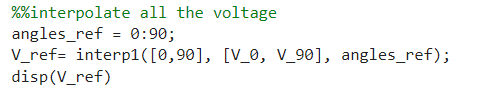 %%interpolate all the voltage
angles_ref = 0:90;
V_ref= interp1([0,90], [V_0, V_90], angles_ref);
disp(V_ref)